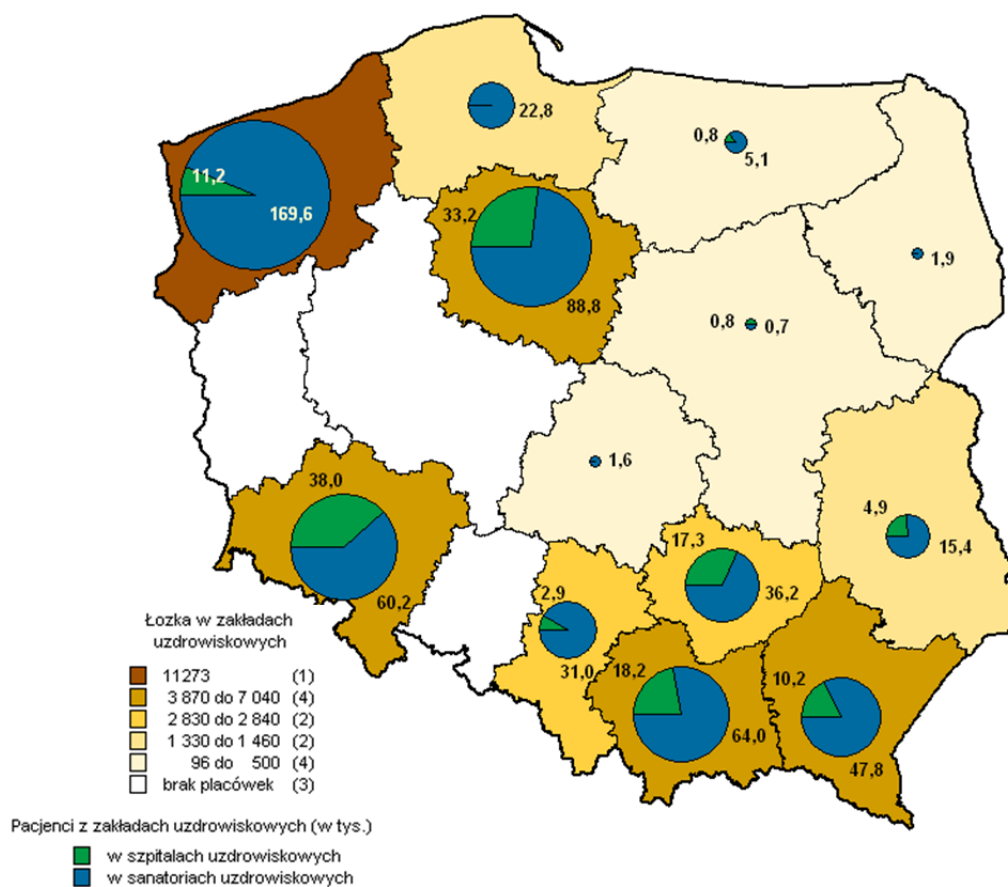 22,8
0,8
5,1
11,2
169,6
33,2
88,8
1,9
0,8
0,7
1,6
38,0
60,2
4,9
15,4
17,3
36,2
2,9
31,0
18,2
64,0
10,2
47,8
Łozka w zakładach
uzdrowiskowych
11273 (1)
3 870 do 7 040 (4)
2 830 do 2 840 (2)
1 330 do 1 460 (2)
96 do 500 (4)
brak placówek (3)
Pacjenci z zakładach uzdrowiskowych (w tys.)
w szpitalach uzdrowiskowych
w sanatoriach uzdrowiskowych